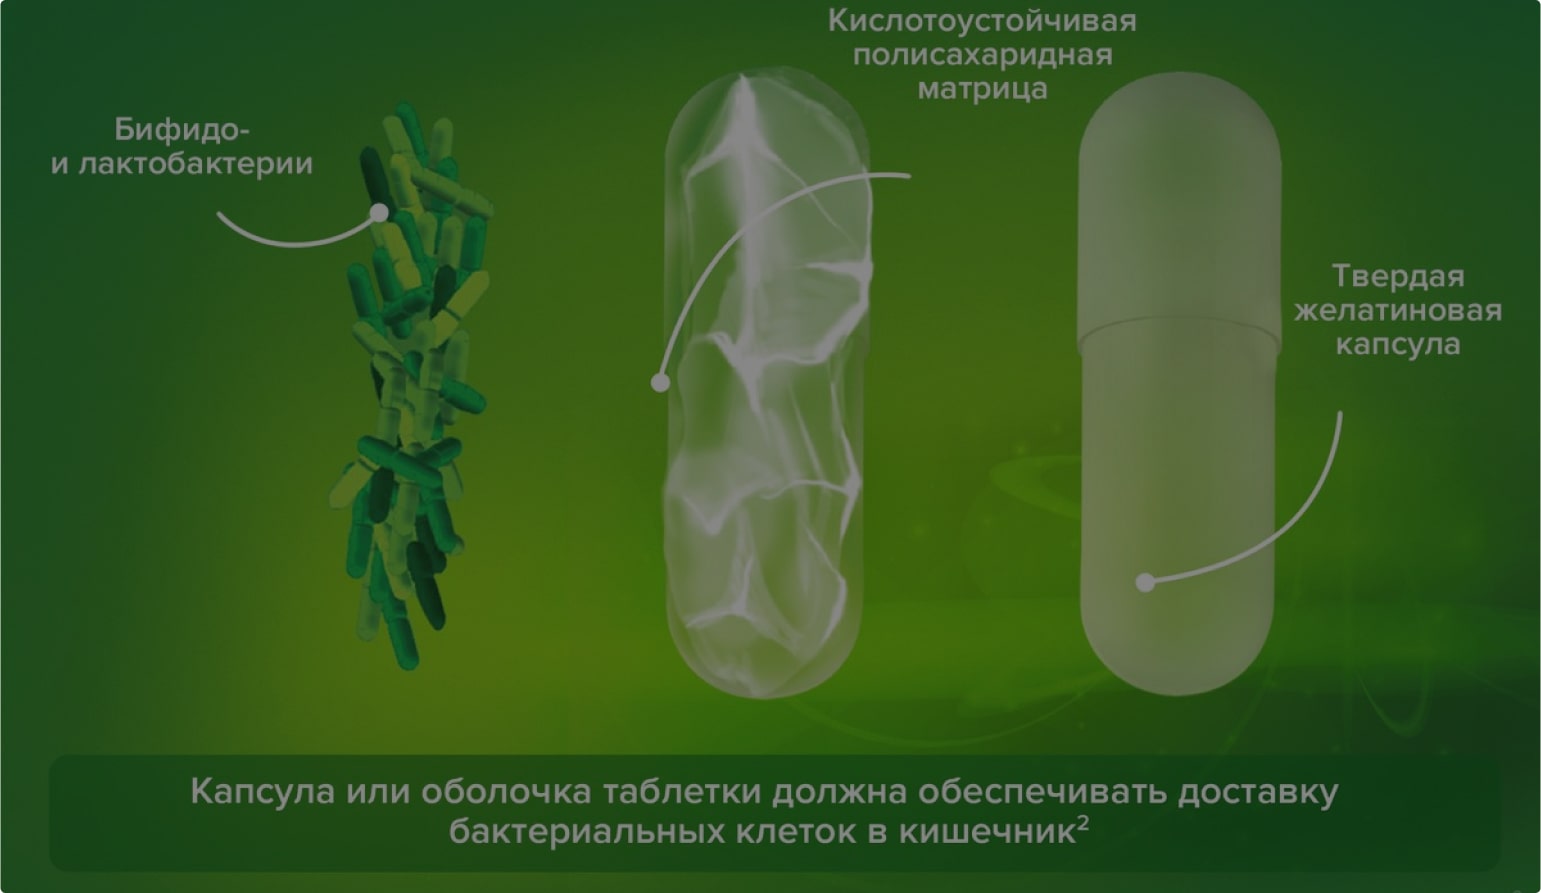 Кислотоустойчивая
полисахаридная
матрица
Бифидо-
и лактобактерии
Твердая
желатиновая
капсула
Капсула или оболочка таблетки должна обеспечивать доставку
бактериальных клеток в кишечник²